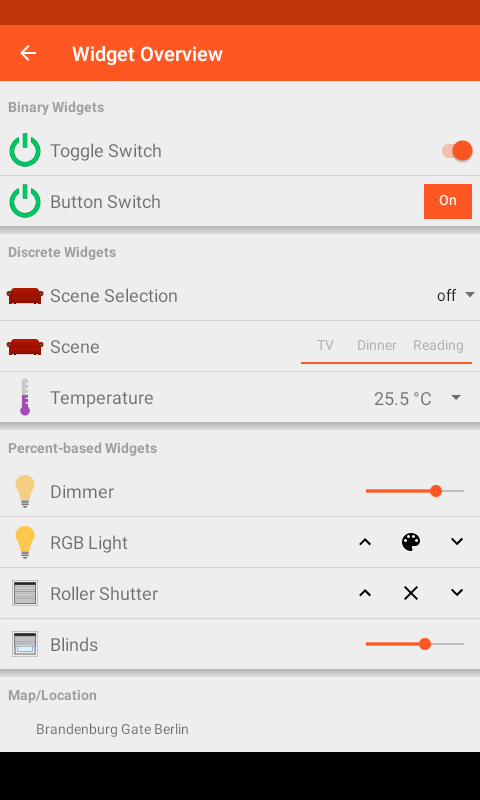 Widget Overview
Binary Widgets
Toggle Switch
Button Switch On
Discrete Widgets
Scene Selection off
Scene TV Dinner Reading
Temperature 25.5 °C
Percent-based Widgets
Dimmer
RGB Light
Roller Shutter
Blinds
Map/Location
Brandenburg Gate Berlin